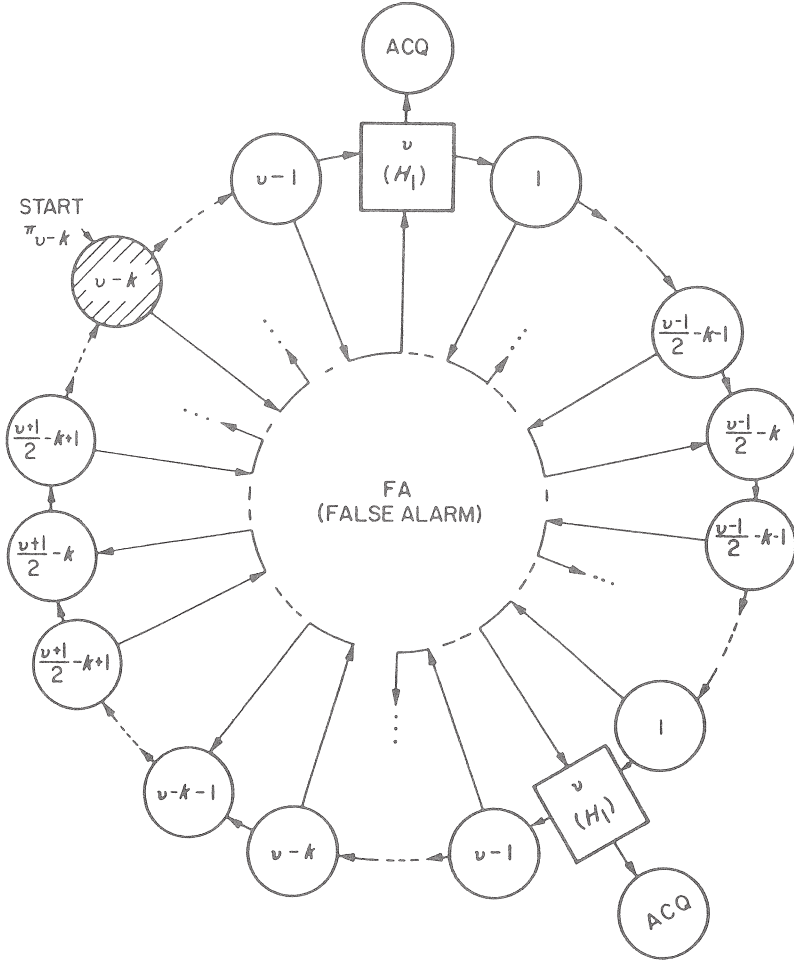 ACQ
υ
(H₁)
υ-1
1
START
π υ-k
υ-k
υ-1/2 -k-1
υ+1/2 -k+1
υ-1/2 -k
FA
(FALSE ALARM)
υ+1/2 -k
υ-1/2 -k-1
υ+1/2 -k+1
1
υ-k-1
υ
(H₁)
υ-k
υ-1
ACQ